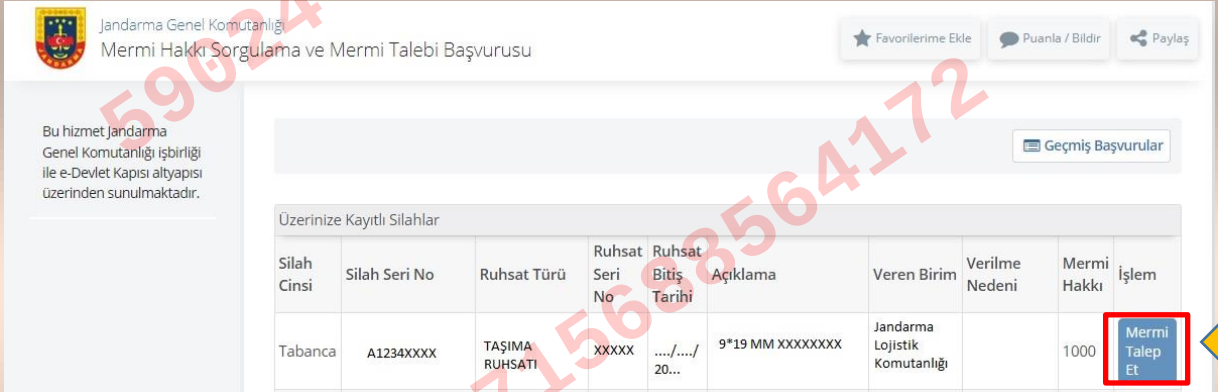 Jandarma Genel Komutanlığı
Mermi Hakkı Sorgulama ve Mermi Talebi Başvurusu
Favorilerime Ekle
Puanla / Bildir
Paylaş
Bu hizmet Jandarma
Genel Komutanlığı işbirliği
ile e-Devlet Kapısı altyapısı
üzerinden sunulmaktadır.
Geçmiş Başvurular
Üzerinize Kayıtlı Silahlar
Silah Cinsi
Silah Seri No
Ruhsat Türü
Ruhsat Seri No
Ruhsat Bitiş Tarihi
Açıklama
Veren Birim
Verilme Nedeni
Mermi Hakkı
İşlem
Tabanca
A1234XXXX
TAŞIMA
RUHSATI
XXXXX
..../..../
20...
9*19 MM XXXXXXXX
Jandarma
Lojistik
Komutanlığı
1000
Mermi
Talep
Et